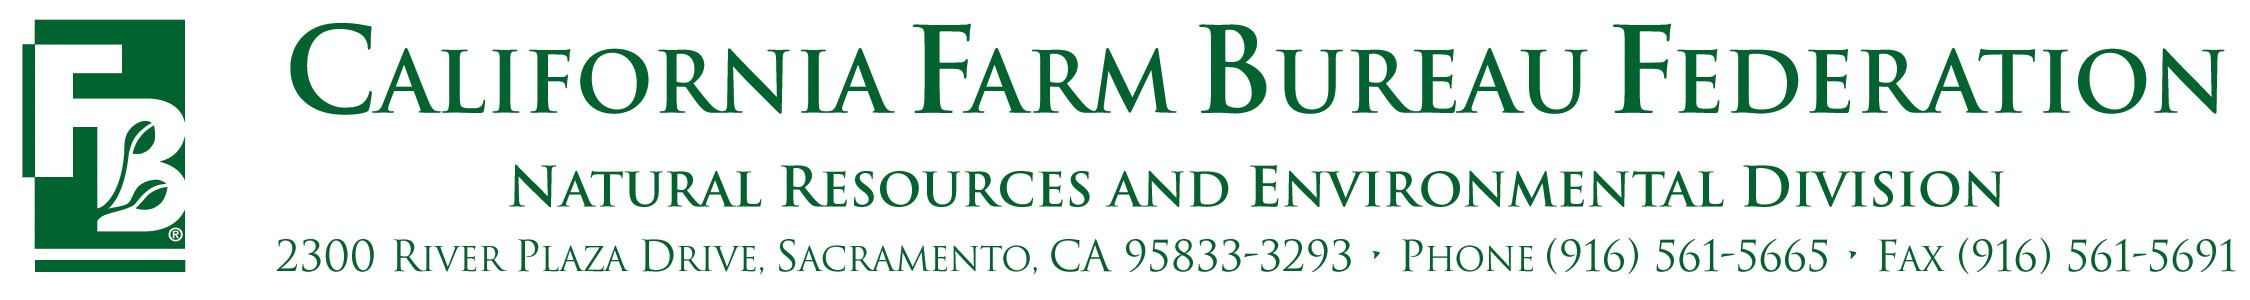 FB®
CALIFORNIA FARM BUREAU FEDERATION
NATURAL RESOURCES AND ENVIRONMENTAL DIVISION
2300 RIVER PLAZA DRIVE, SACRAMENTO, CA 95833-3293 · PHONE (916) 561-5665 · FAX (916) 561-5691